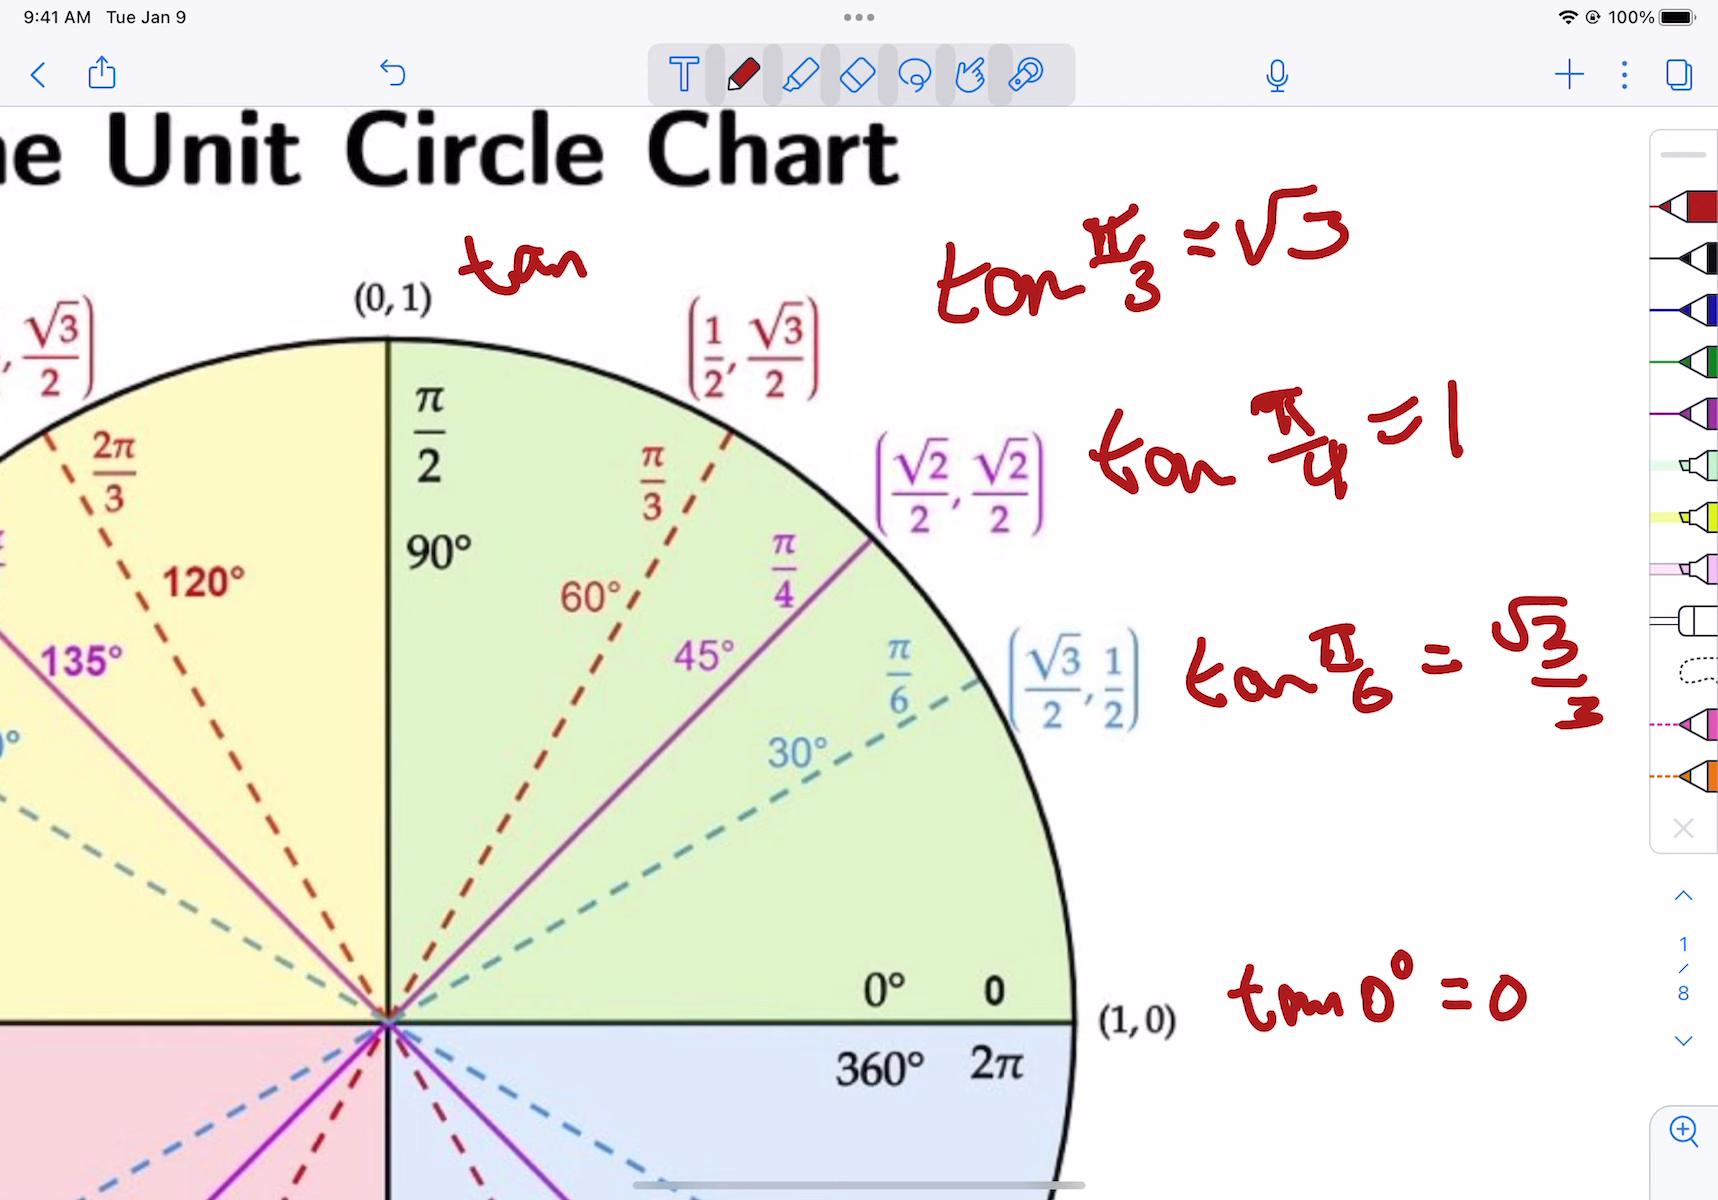 9:41 AM Tue Jan 9
100%
T
e Unit Circle Chart
tan
tan π/3 = √3
(0, 1)
, √3/2)
(1/2, √3/2)
2π/3
π/2
π/3
(√2/2, √2/2)
tan π/4 = 1
90°
120°
60°
π/4
135°
45°
π/6
(√3/2, 1/2)
tan π/6 = √3/3
30°
°
0° 0
(1, 0)
tan 0° = 0
360° 2π
1
/
8